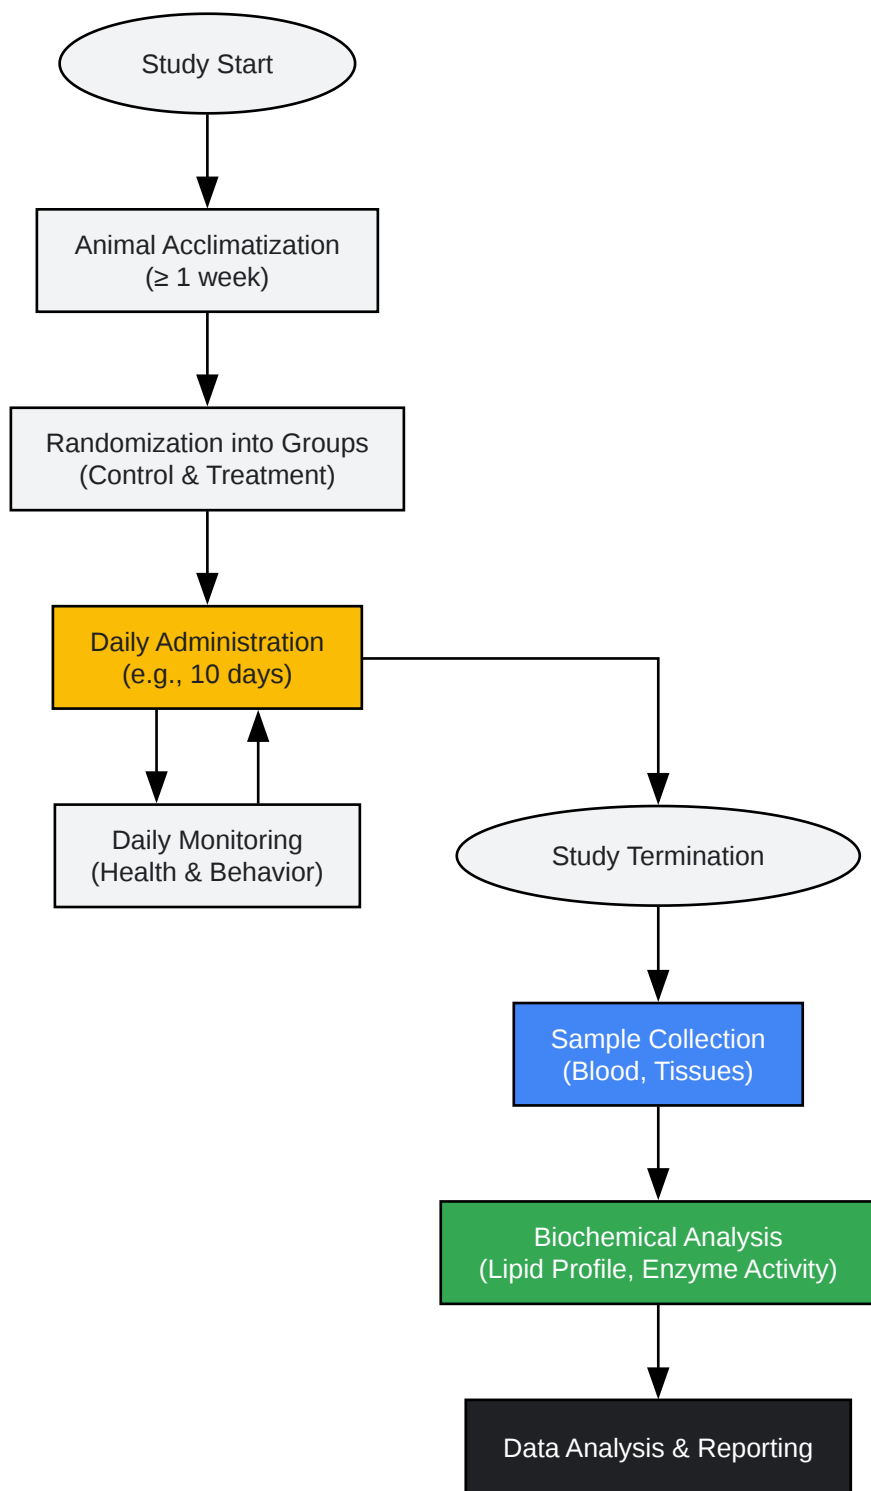 Study Start
Animal Acclimatization
(≥ 1 week)
Randomization into Groups
(Control & Treatment)
Daily Administration
(e.g., 10 days)
Daily Monitoring
(Health & Behavior)
Study Termination
Sample Collection
(Blood, Tissues)
Biochemical Analysis
(Lipid Profile, Enzyme Activity)
Data Analysis & Reporting